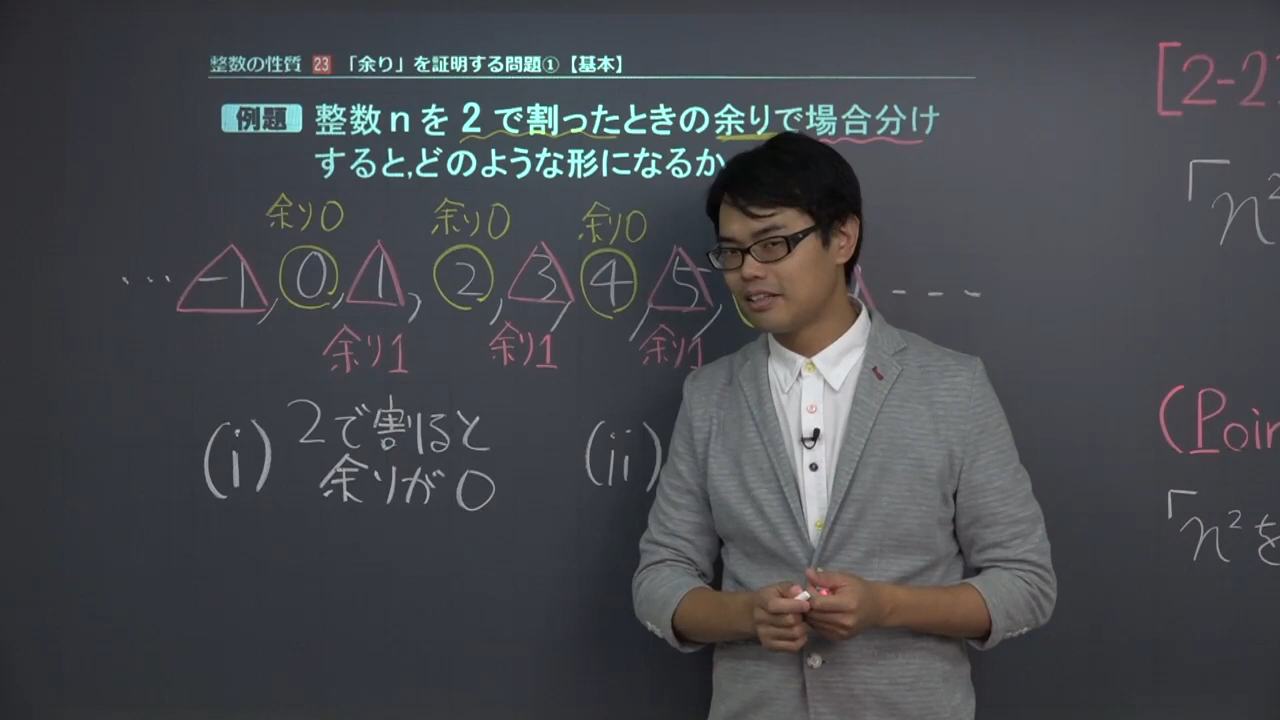 整数の性質 23 「余り」を証明する問題①【基本】
例題 整数nを2で割ったときの余りで場合分け
すると,どのような形になるか
余り0 余り0 余り0
… -1, 0, 1, 2, 3, 4, 5, ----
余り1 余り1 余り1
(i) 2で割ると
余りが0
(ii)
[2-2]
「n²
(Poin
「n²を